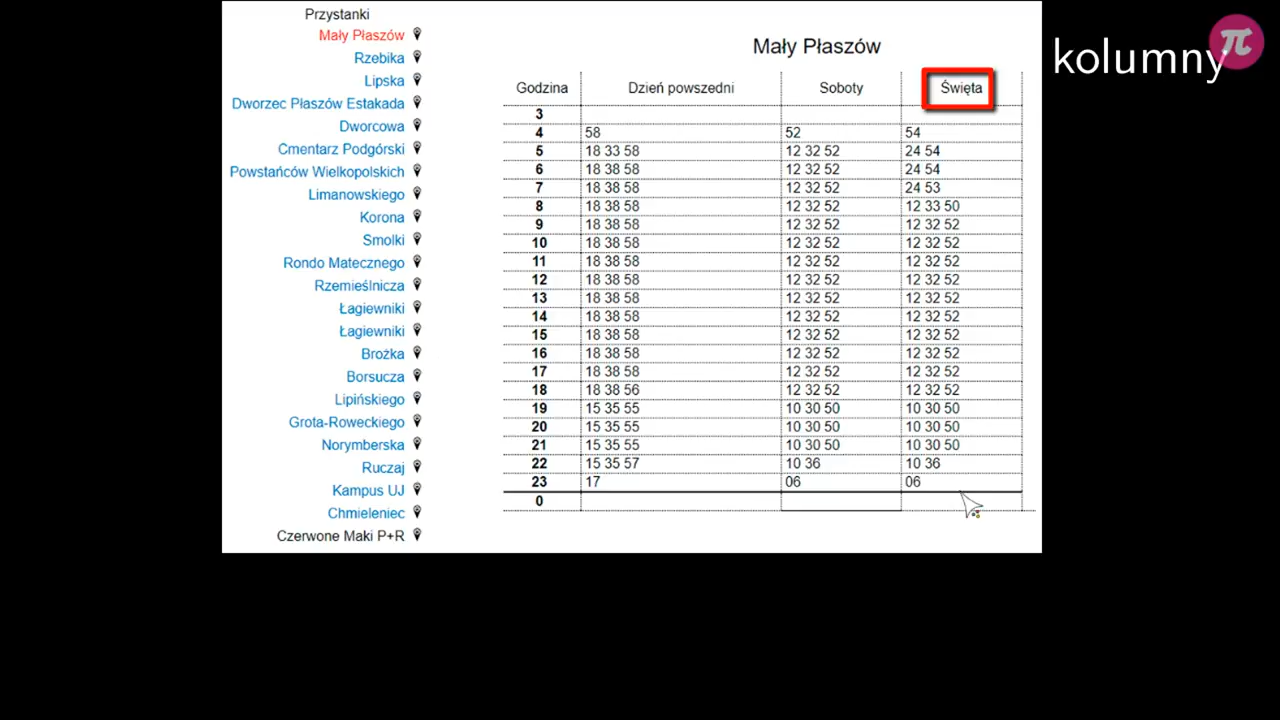 Przystanki
Mały Płaszów
Rzebika
Lipska
Dworzec Płaszów Estakada
Dworcowa
Cmentarz Podgórski
Powstańców Wielkopolskich
Limanowskiego
Korona
Smolki
Rondo Matecznego
Rzemieślnicza
Łagiewniki
Łagiewniki
Brożka
Borsucza
Lipińskiego
Grota-Roweckiego
Norymberska
Ruczaj
Kampus UJ
Chmieleniec
Czerwone Maki P+R
Mały Płaszów
Godzina Dzień powszedni Soboty Święta
3
4 58 52 54
5 18 33 58 12 32 52 24 54
6 18 38 58 12 32 52 24 54
7 18 38 58 12 32 52 24 53
8 18 38 58 12 32 52 12 33 50
9 18 38 58 12 32 52 12 32 52
10 18 38 58 12 32 52 12 32 52
11 18 38 58 12 32 52 12 32 52
12 18 38 58 12 32 52 12 32 52
13 18 38 58 12 32 52 12 32 52
14 18 38 58 12 32 52 12 32 52
15 18 38 58 12 32 52 12 32 52
16 18 38 58 12 32 52 12 32 52
17 18 38 58 12 32 52 12 32 52
18 18 38 56 12 32 52 12 32 52
19 15 35 55 10 30 50 10 30 50
20 15 35 55 10 30 50 10 30 50
21 15 35 55 10 30 50 10 30 50
22 15 35 57 10 36 10 36
23 17 06 06
0
kolumny
π